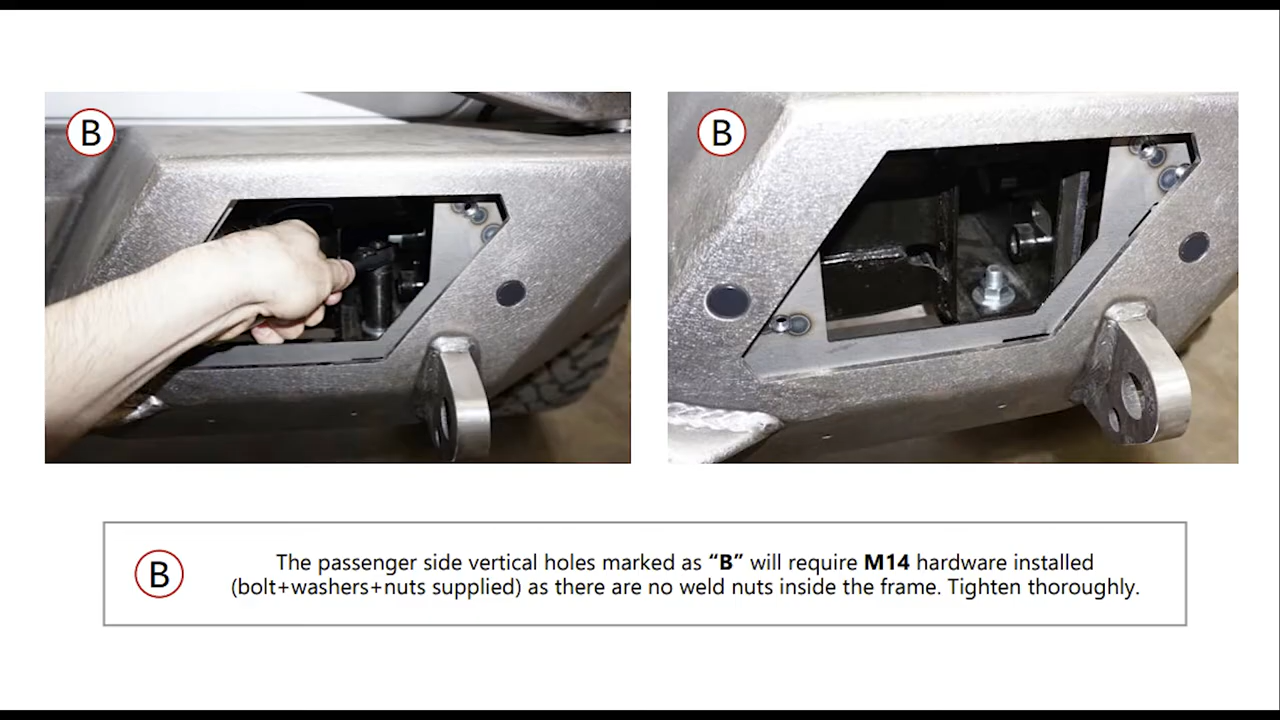 B
B
B
The passenger side vertical holes marked as “B” will require M14 hardware installed
(bolt+washers+nuts supplied) as there are no weld nuts inside the frame. Tighten thoroughly.